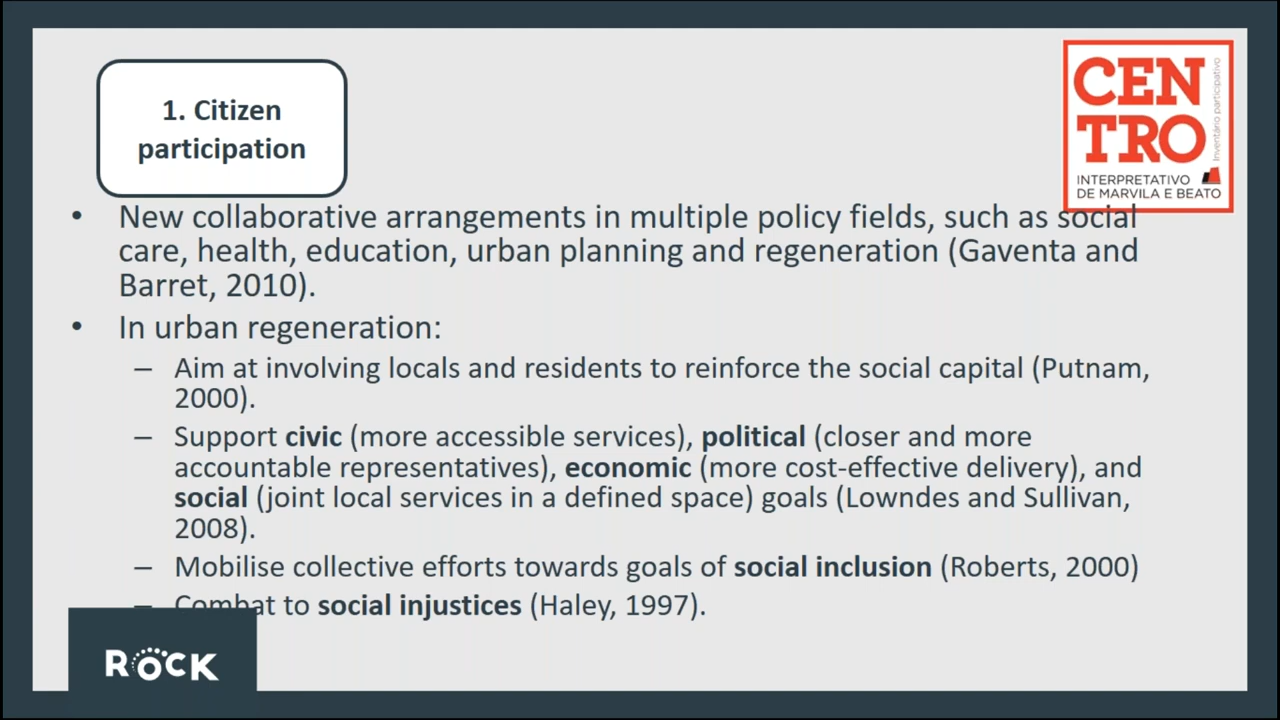 1. Citizen
participation
CEN
TRO
Inventário participativo
INTERPRETATIVO
DE MARVILA E BEATO
• New collaborative arrangements in multiple policy fields, such as social
care, health, education, urban planning and regeneration (Gaventa and
Barret, 2010).
• In urban regeneration:
– Aim at involving locals and residents to reinforce the social capital (Putnam,
2000).
– Support civic (more accessible services), political (closer and more
accountable representatives), economic (more cost-effective delivery), and
social (joint local services in a defined space) goals (Lowndes and Sullivan,
2008).
– Mobilise collective efforts towards goals of social inclusion (Roberts, 2000)
– Combat to social injustices (Haley, 1997).
ROCK